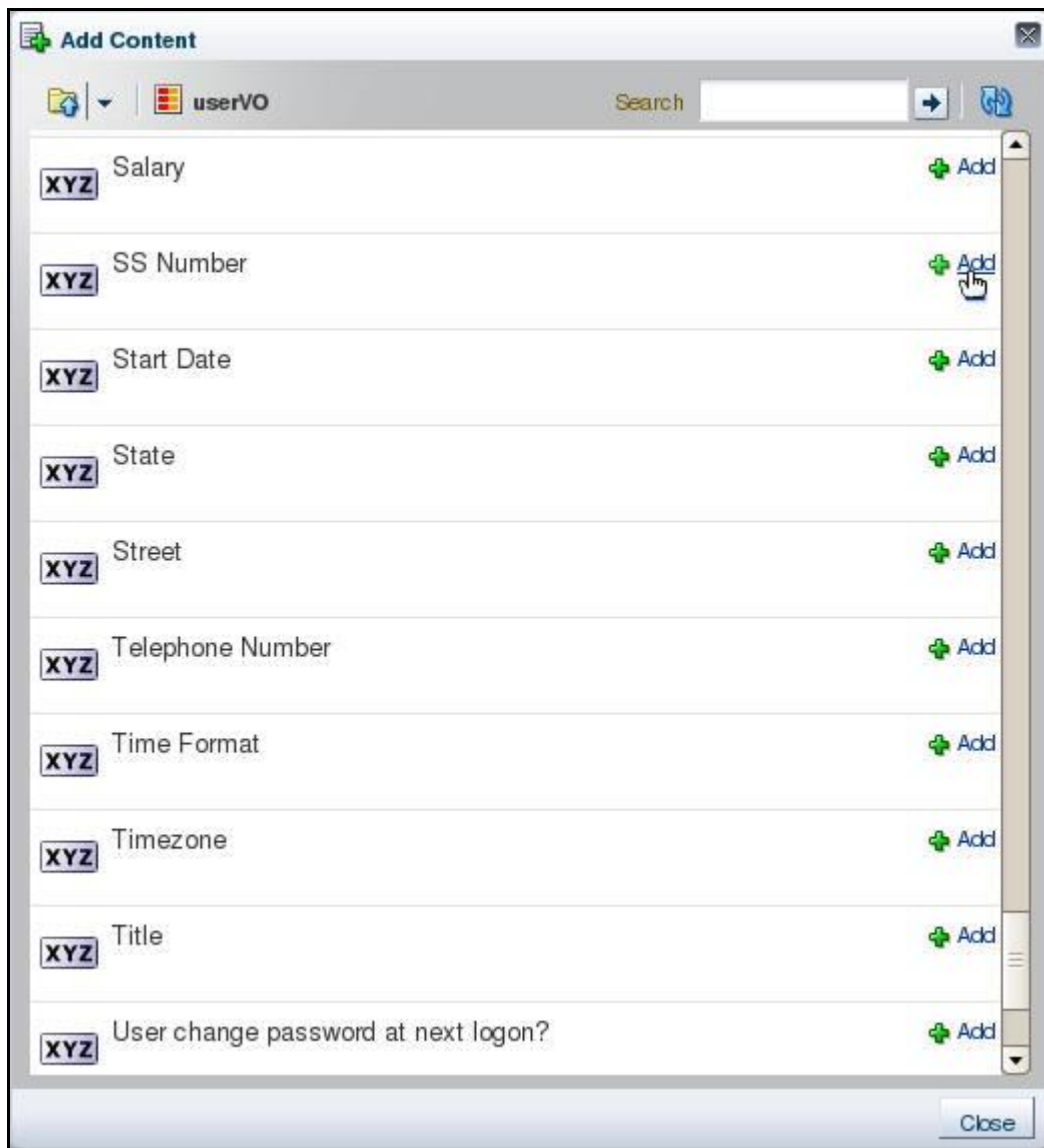 Add Content
userVO Search
Salary Add
XYZ
SS Number Add
XYZ
Start Date Add
XYZ
State Add
XYZ
Street Add
XYZ
Telephone Number Add
XYZ
Time Format Add
XYZ
Timezone Add
XYZ
Title Add
XYZ
User change password at next logon? Add
XYZ
Close